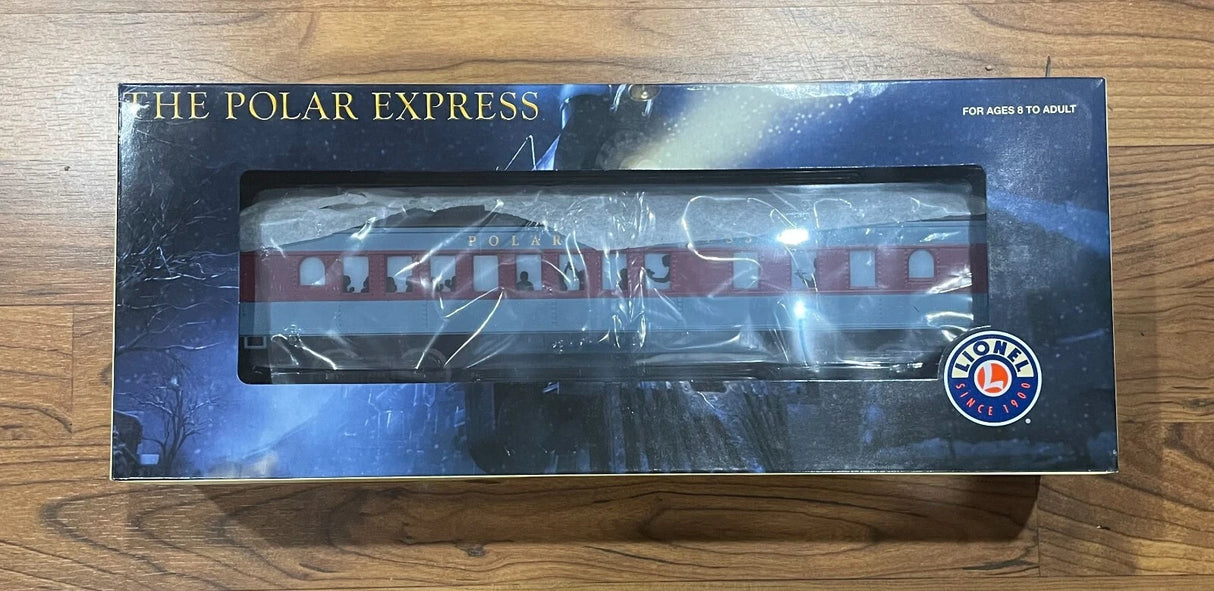 THE POLAR EXPRESS
FOR AGES 8 TO ADULT
POLAR
LIONEL
L
SINCE 1900